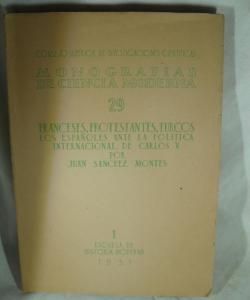 CONSEJO SUPERIOR DE INVESTIGACIONES CIENTIFICAS
MONOGRAFIAS
DE CIENCIA MODERNA
29
FRANCESES, PROTESTANTES, TURCOS
LOS ESPAÑOLES ANTE LA POLITICA
INTERNACIONAL DE CARLOS V
POR
JUAN SANCHEZ MONTES
1
ESCUELA DE
HISTORIA MODERNA
1951